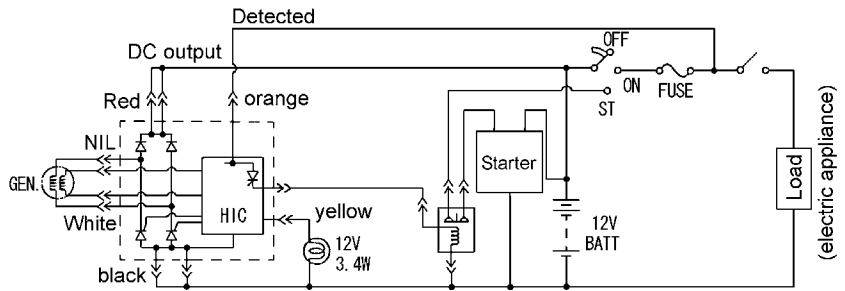 Detected
DC output
OFF
Red
orange
ON
FUSE
ST
NIL
GEN.
Starter
Load
(electric appliance)
White
HIC
yellow
12V
3.4W
12V
BATT
black